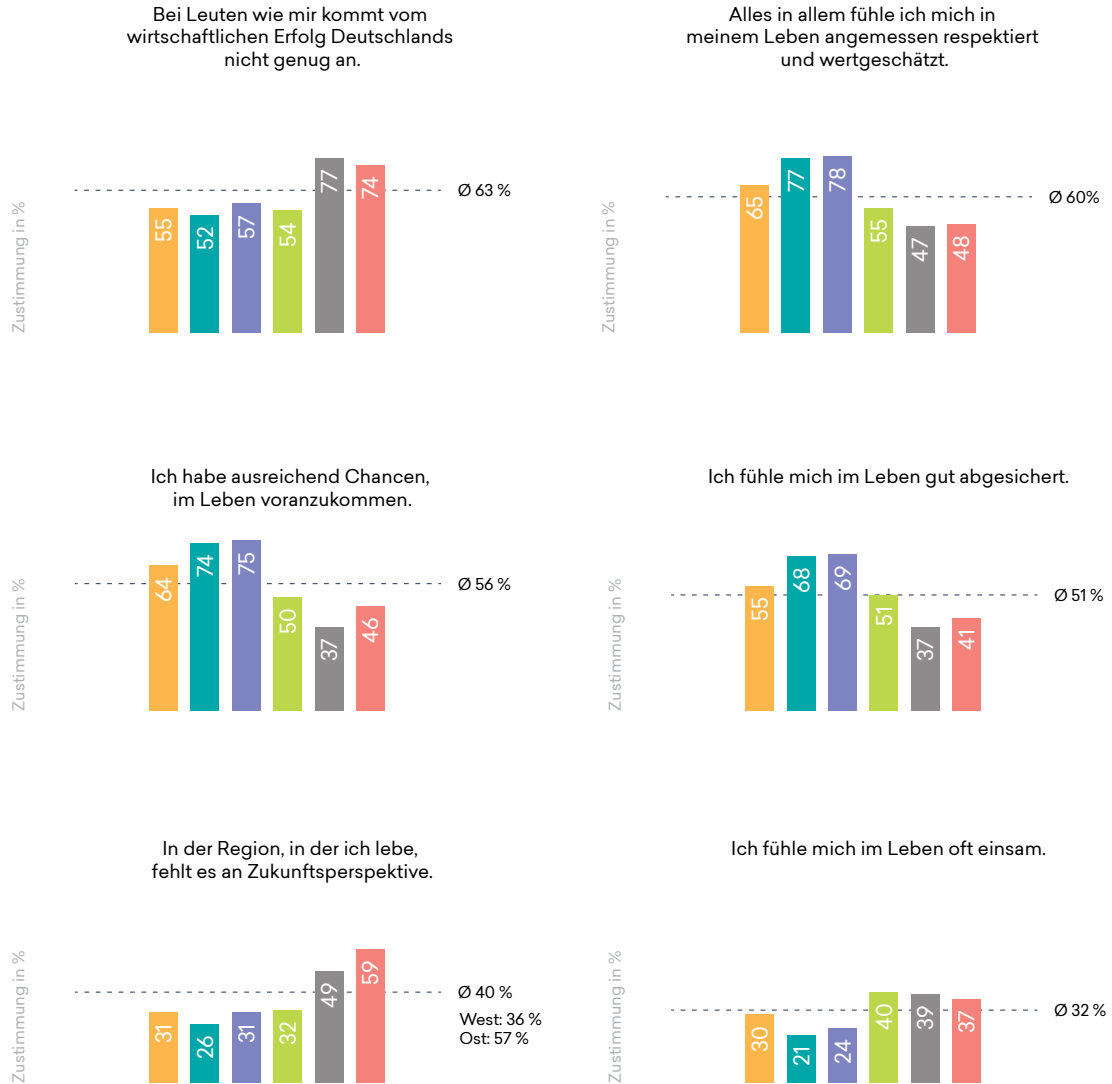 Bei Leuten wie mir kommt vom
wirtschaftlichen Erfolg Deutschlands
nicht genug an.
Zustimmung in %
55
52
57
54
77
74
Ø 63 %
Alles in allem fühle ich mich in
meinem Leben angemessen respektiert
und wertgeschätzt.
Zustimmung in %
65
77
78
55
47
48
Ø 60%
Ich habe ausreichend Chancen,
im Leben voranzukommen.
Zustimmung in %
64
74
75
50
37
46
Ø 56 %
Ich fühle mich im Leben gut abgesichert.
Zustimmung in %
55
68
69
51
37
41
Ø 51 %
In der Region, in der ich lebe,
fehlt es an Zukunftsperspektive.
Zustimmung in %
31
26
31
32
49
59
Ø 40 %
West: 36 %
Ost: 57 %
Ich fühle mich im Leben oft einsam.
Zustimmung in %
30
21
24
40
39
37
Ø 32 %